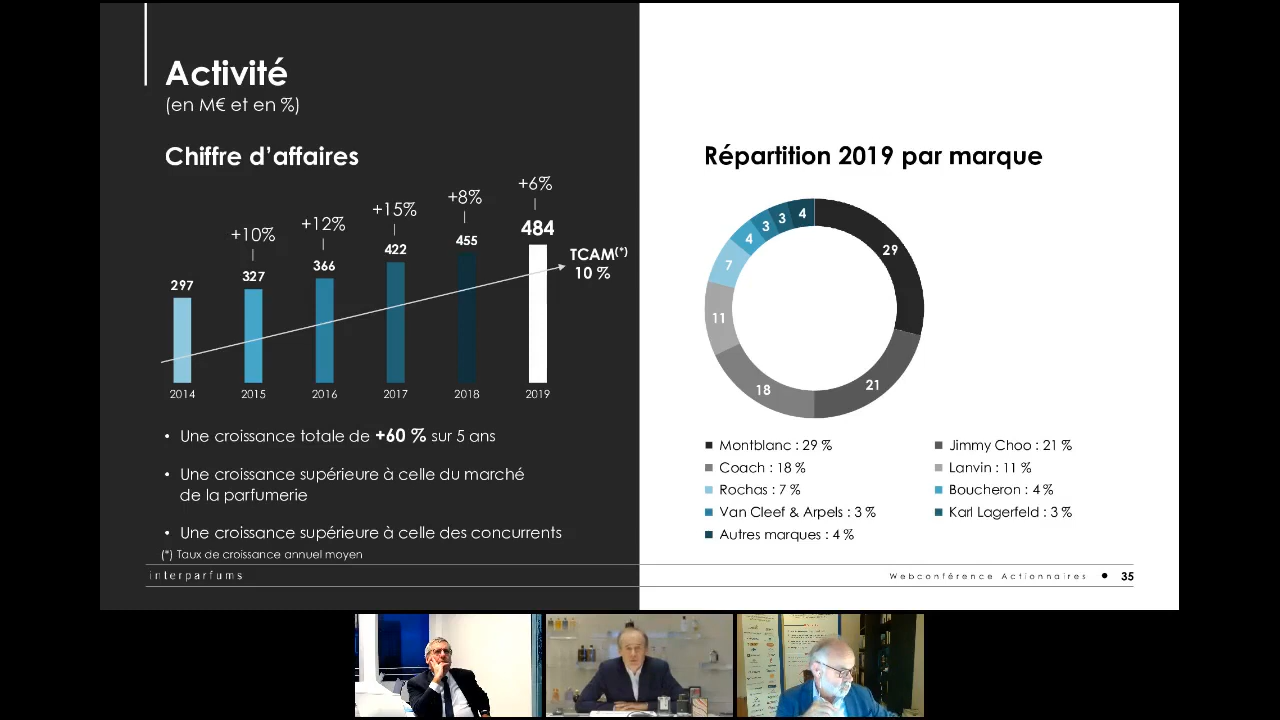 Activité
(en M€ et en %)
Chiffre d'affaires
+6%
+8%
+15%
+12%
+10%
484
455
422
366
327
297
TCAM(*)
10 %
2014 2015 2016 2017 2018 2019
• Une croissance totale de +60 % sur 5 ans
• Une croissance supérieure à celle du marché
de la parfumerie
• Une croissance supérieure à celle des concurrents
(*) Taux de croissance annuel moyen
interparfums
Répartition 2019 par marque
29
21
18
11
7
4
3
3
4
Montblanc : 29 %
Jimmy Choo : 21 %
Coach : 18 %
Lanvin : 11 %
Rochas : 7 %
Boucheron : 4 %
Van Cleef & Arpels : 3 %
Karl Lagerfeld : 3 %
Autres marques : 4 %
Webconférence Actionnaires • 35